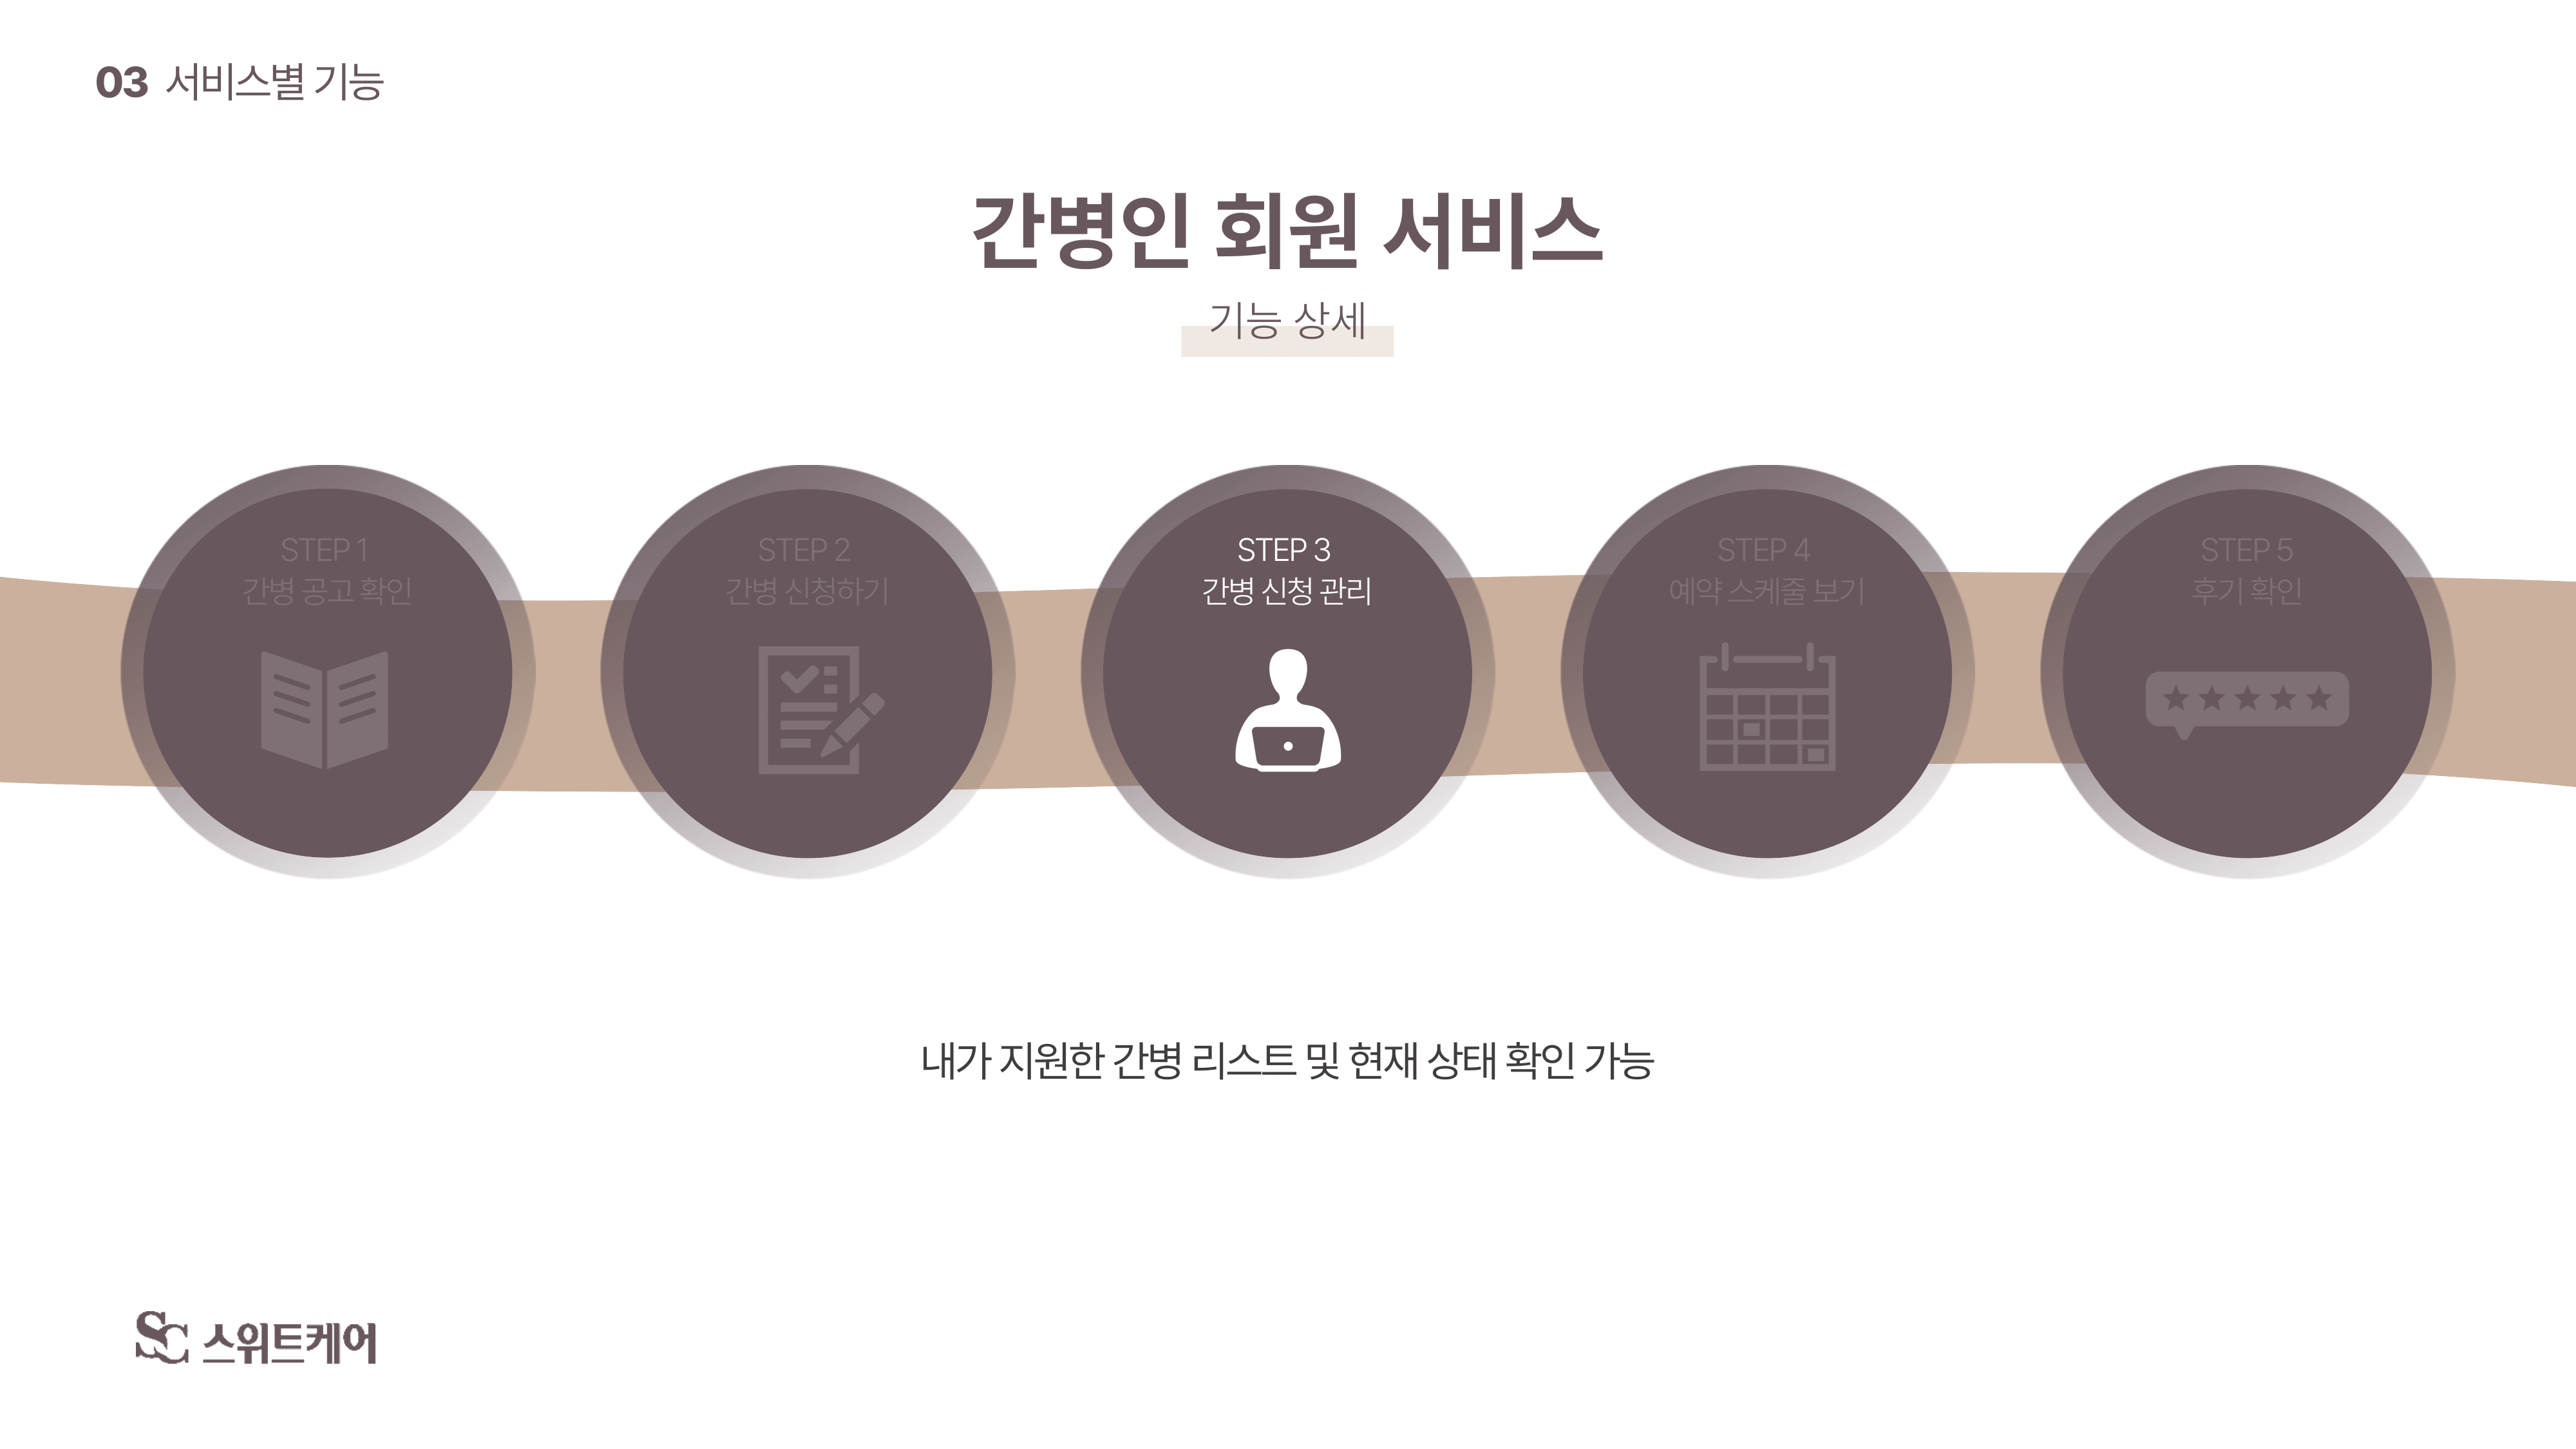 03 서비스별 기능
간병인 회원 서비스
기능 상세
STEP 1
간병 공고 확인
STEP 2
간병 신청하기
STEP 3
간병 신청 관리
STEP 4
예약 스케줄 보기
STEP 5
후기 확인
내가 지원한 간병 리스트 및 현재 상태 확인 가능
SC 스위트케어